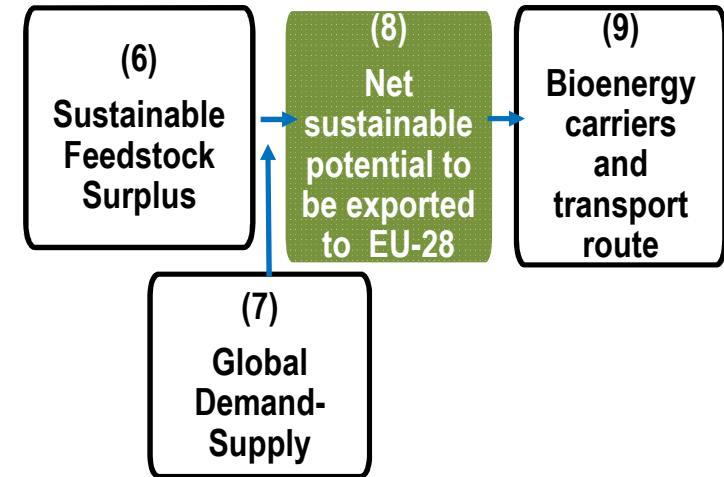 (6)
Sustainable
Feedstock
Surplus
(8)
Net
sustainable
potential to
be exported
to EU-28
(9)
Bioenergy
carriers
and
transport
route
(7)
Global
Demand-
Supply